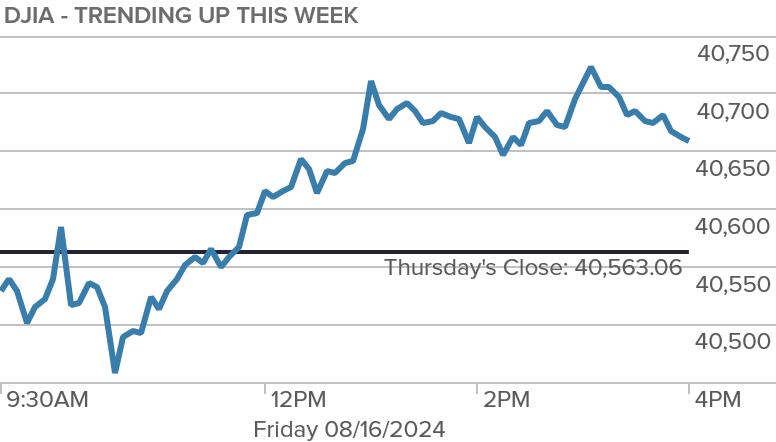 DJIA - TRENDING UP THIS WEEK
40,750
40,700
40,650
40,600
Thursday's Close: 40,563.06
40,550
40,500
9:30AM 12PM 2PM 4PM
Friday 08/16/2024